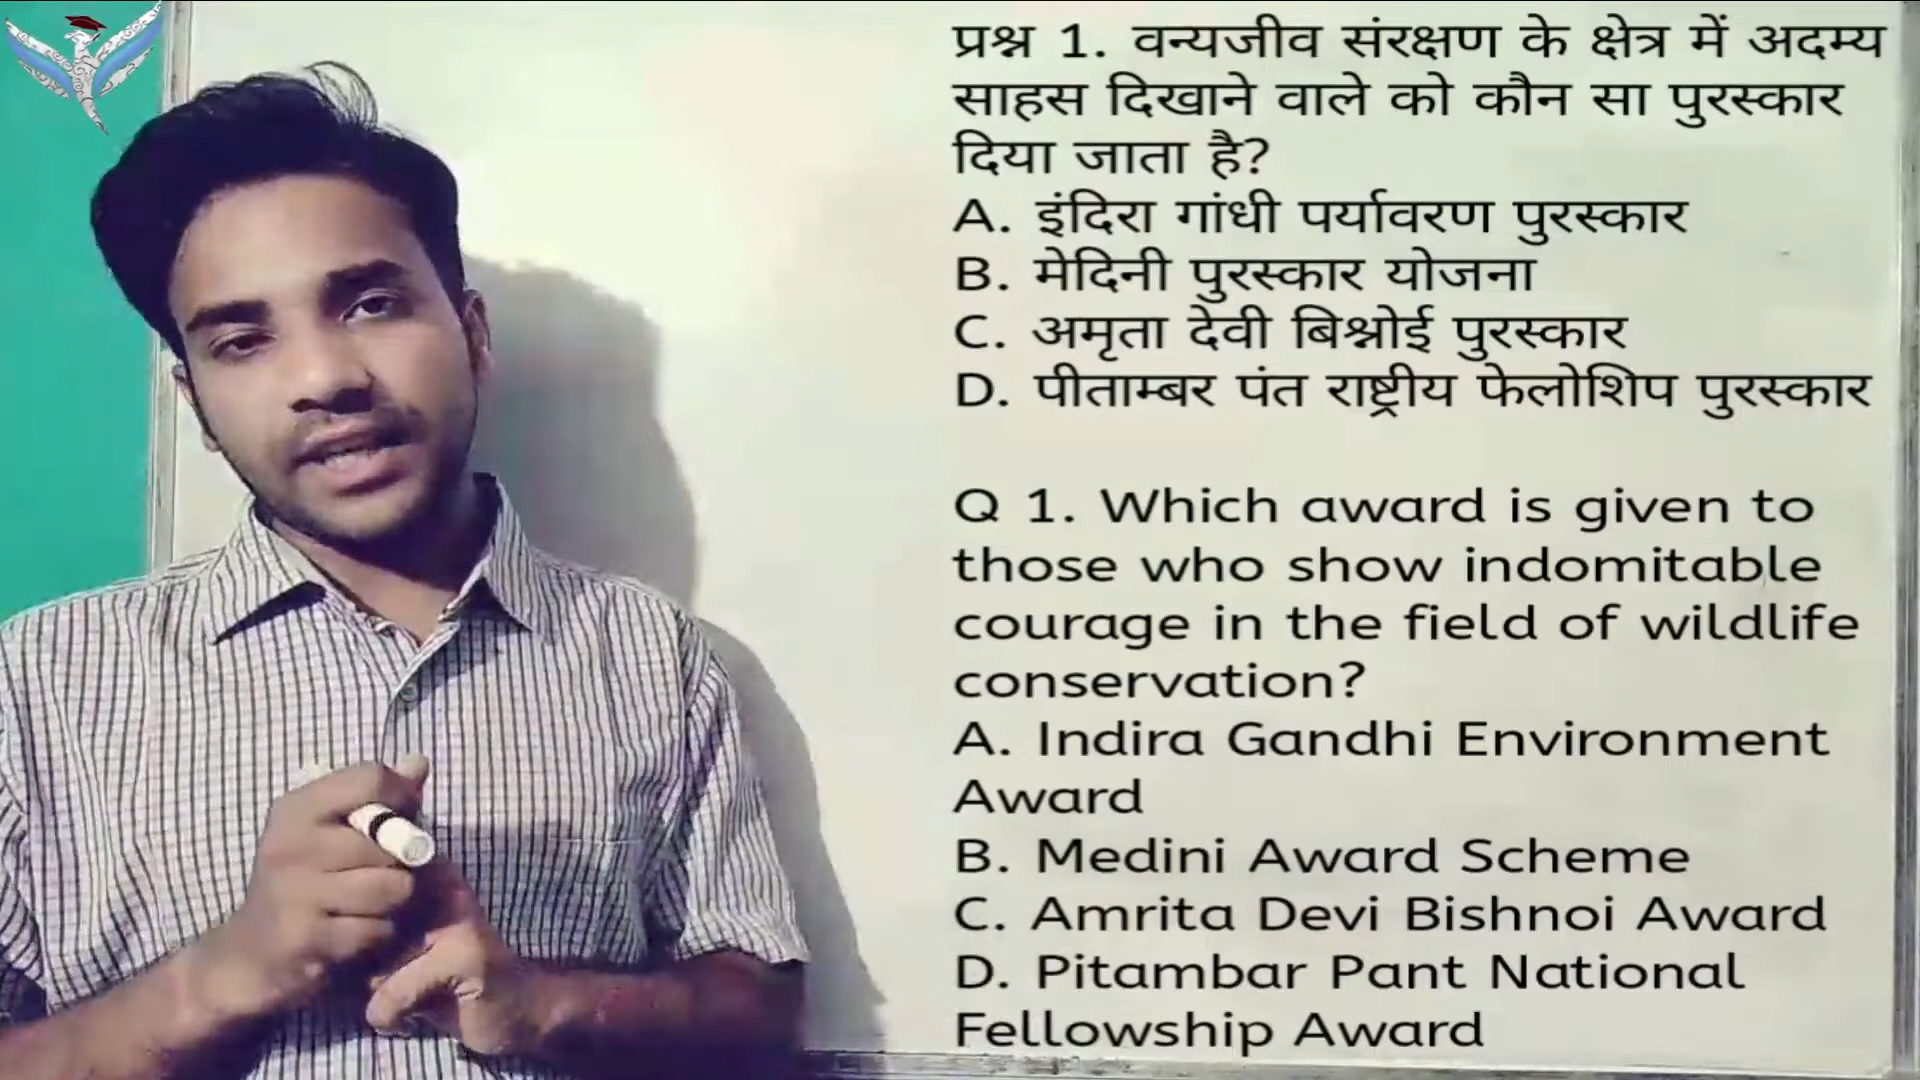 प्रश्न 1. वन्यजीव संरक्षण के क्षेत्र में अदम्य
साहस दिखाने वाले को कौन सा पुरस्कार
दिया जाता है?
A. इंदिरा गांधी पर्यावरण पुरस्कार
B. मेदिनी पुरस्कार योजना
C. अमृता देवी बिश्नोई पुरस्कार
D. पीताम्बर पंत राष्ट्रीय फेलोशिप पुरस्कार
Q 1. Which award is given to
those who show indomitable
courage in the field of wildlife
conservation?
A. Indira Gandhi Environment
Award
B. Medini Award Scheme
C. Amrita Devi Bishnoi Award
D. Pitambar Pant National
Fellowship Award